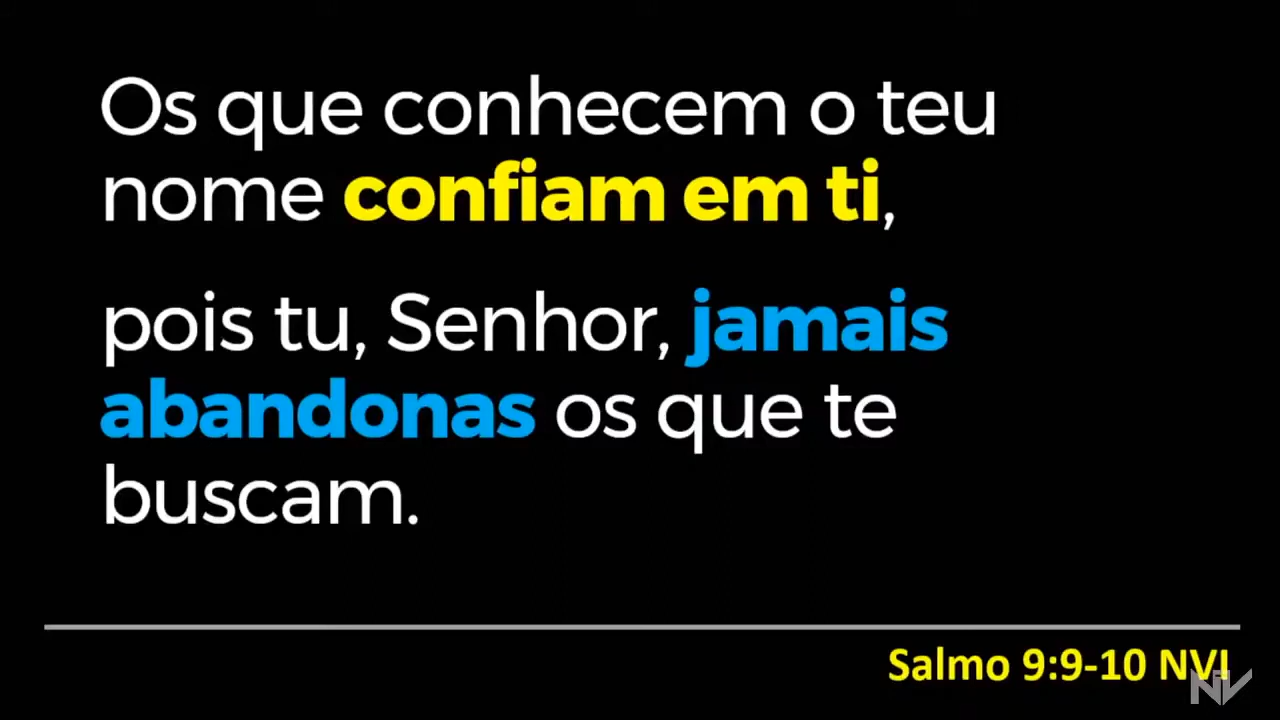 Os que conhecem o teu
nome confiam em ti,
pois tu, Senhor, jamais
abandonas os que te
buscam.
Salmo 9:9-10 NVI
NV